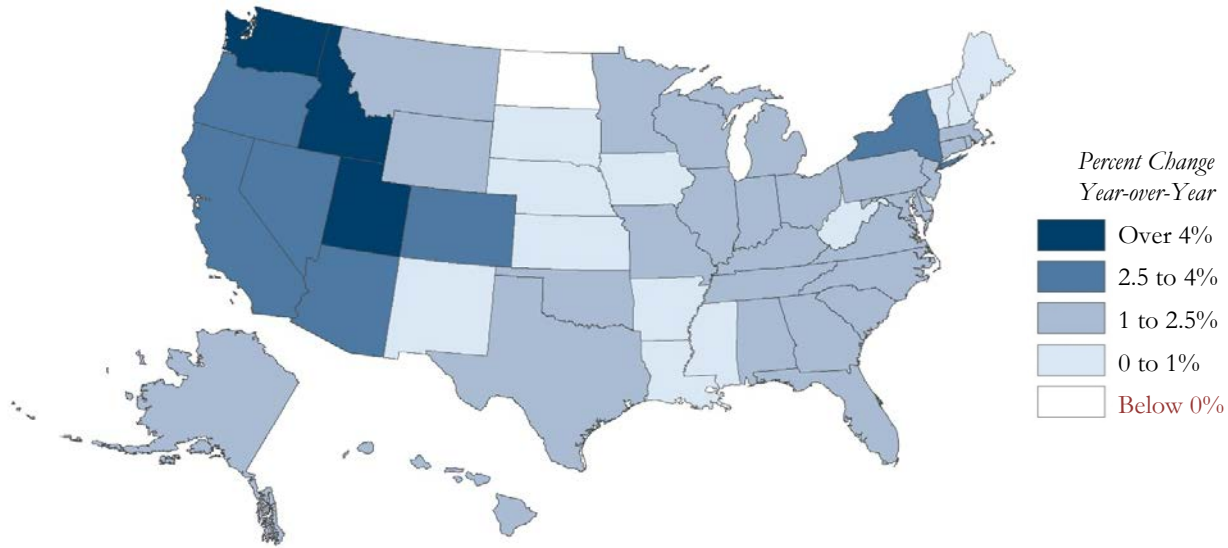 Percent Change
Year-over-Year
Over 4%
2.5 to 4%
1 to 2.5%
0 to 1%
Below 0%